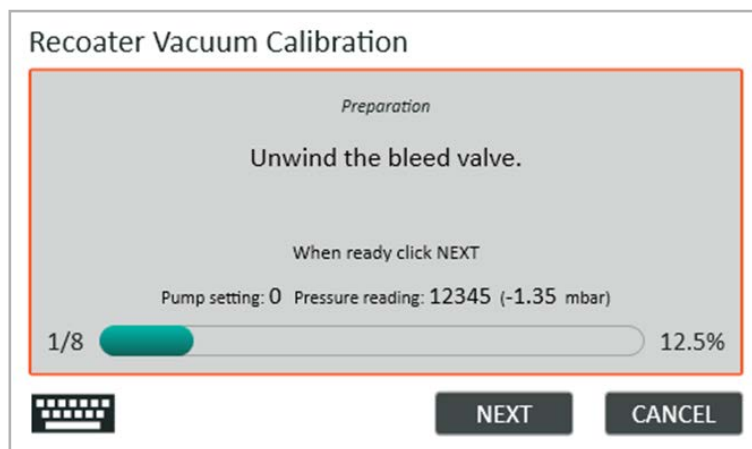 Recoater Vacuum Calibration
Preparation
Unwind the bleed valve.
When ready click NEXT
Pump setting: 0 Pressure reading: 12345 (-1.35 mbar)
1/8 12.5%
NEXT CANCEL